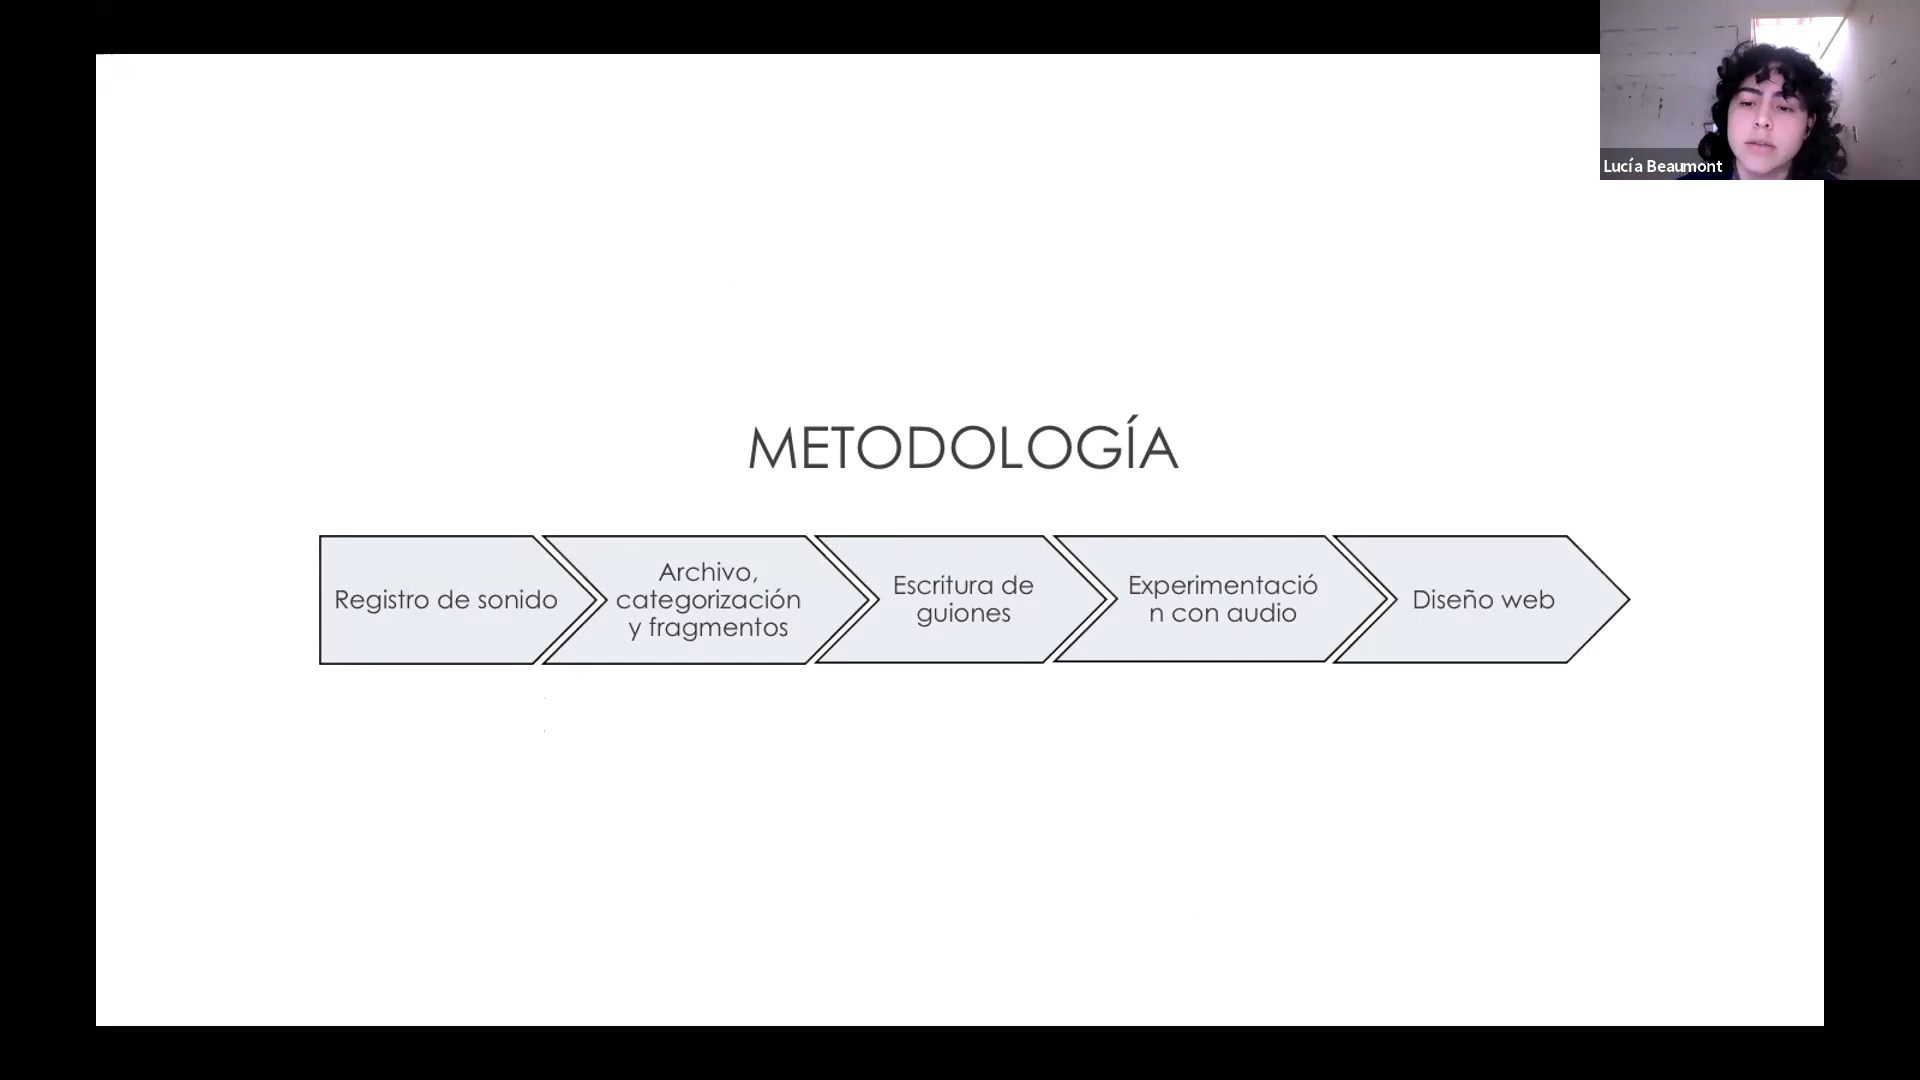 Lucía Beaumont
METODOLOGÍA
Registro de sonido
Archivo,
categorización
y fragmentos
Escritura de
guiones
Experimentació
n con audio
Diseño web